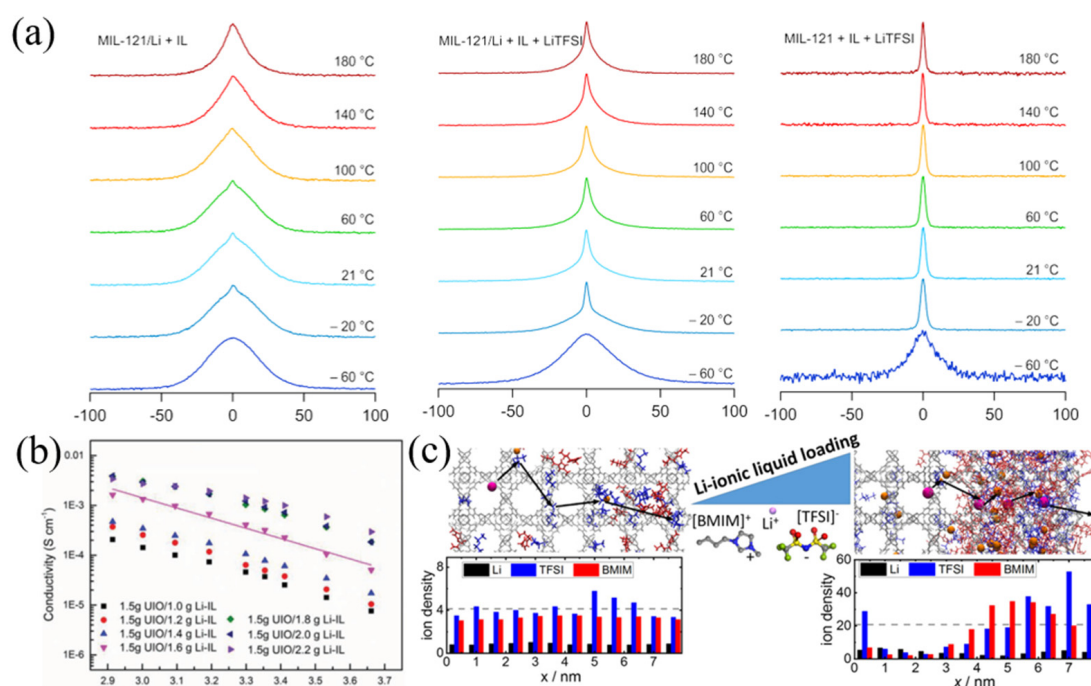 (a)
MIL-121/Li + IL
180 °C
140 °C
100 °C
60 °C
21 °C
– 20 °C
– 60 °C
-100 -50 0 50 100
MIL-121/Li + IL + LiTFSI
180 °C
140 °C
100 °C
60 °C
21 °C
– 20 °C
– 60 °C
-100 -50 0 50 100
MIL-121 + IL + LiTFSI
180 °C
140 °C
100 °C
60 °C
21 °C
– 20 °C
– 60 °C
-100 -50 0 50 100
(b)
Conductivity (S cm⁻¹)
0.01
1E-3
1E-4
1E-5
1E-6
1.5g UIO/1.0 g Li-IL
1.5g UIO/1.2 g Li-IL
1.5g UIO/1.4 g Li-IL
1.5g UIO/1.6 g Li-IL
1.5g UIO/1.8 g Li-IL
1.5g UIO/2.0 g Li-IL
1.5g UIO/2.2 g Li-IL
2.9 3.0 3.1 3.2 3.3 3.4 3.5 3.6 3.7
(c)
Li-ionic liquid loading
[BMIM]⁺ Li⁺ [TFSI]⁻
+
-
Li TFSI BMIM
ion density
12
8
4
0
0 1 2 3 4 5 6 7
x / nm
Li TFSI BMIM
ion density
60
40
20
0
0 1 2 3 4 5 6 7
x / nm